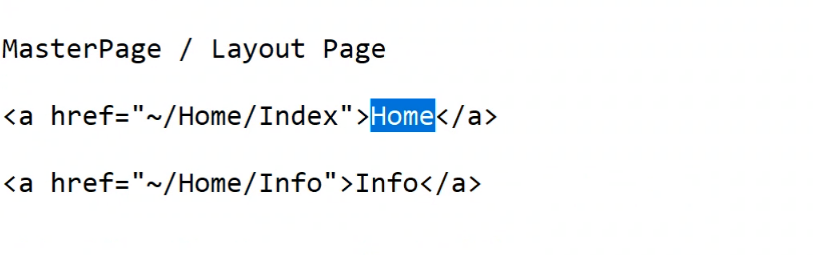 MasterPage / Layout Page
<a href="~/Home/Index">Home</a>
<a href="~/Home/Info">Info</a>